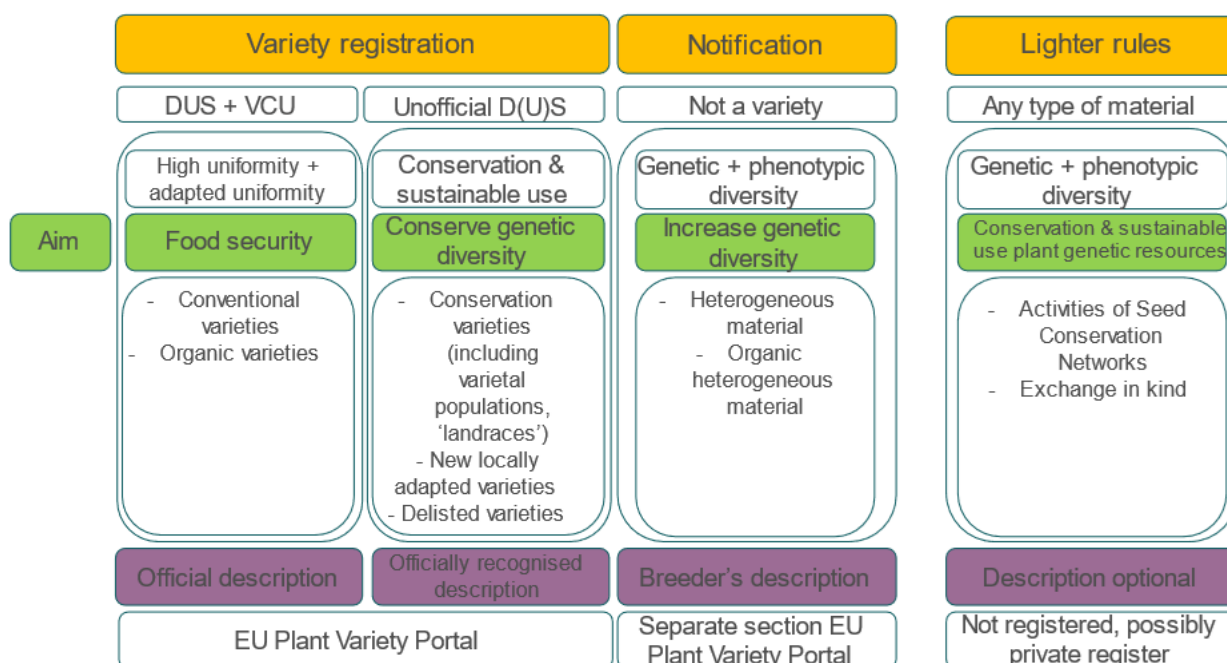 Variety registration
Notification
Lighter rules
DUS + VCU
Unofficial D(U)S
Not a variety
Any type of material
High uniformity +
adapted uniformity
Conservation &
sustainable use
Genetic + phenotypic
diversity
Genetic + phenotypic
diversity
Aim
Food security
Conserve genetic
diversity
Increase genetic
diversity
Conservation & sustainable
use plant genetic resources
- Conventional
varieties
- Organic varieties
- Conservation
varieties
(including
varietal
populations,
‘landraces’)
- New locally
adapted varieties
- Delisted varieties
- Heterogeneous
material
- Organic
heterogeneous
material
- Activities of Seed
Conservation
Networks
- Exchange in kind
Official description
Officially recognised
description
Breeder’s description
Description optional
EU Plant Variety Portal
Separate section EU
Plant Variety Portal
Not registered, possibly
private register